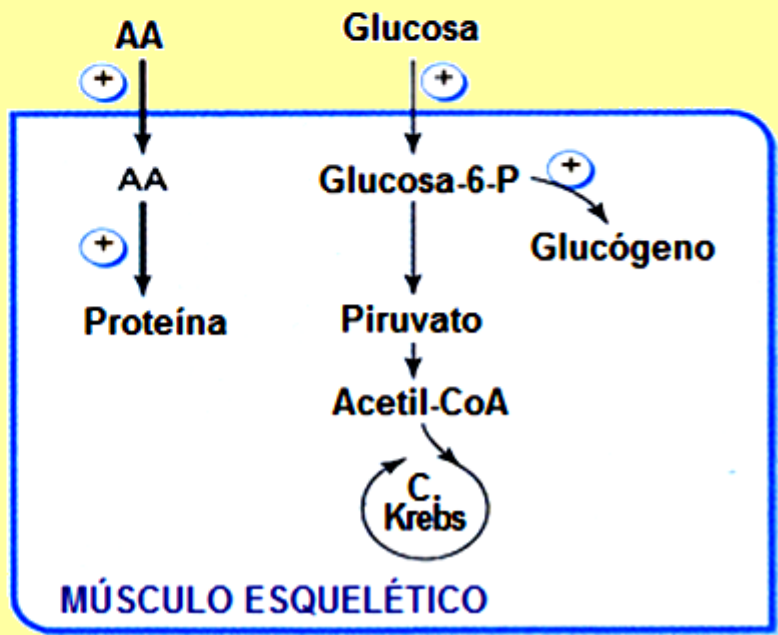 AA
Glucosa
+
+
AA
Glucosa-6-P
+
Glucógeno
+
Proteína
Piruvato
Acetil-CoA
C.
Krebs
MÚSCULO ESQUELÉTICO